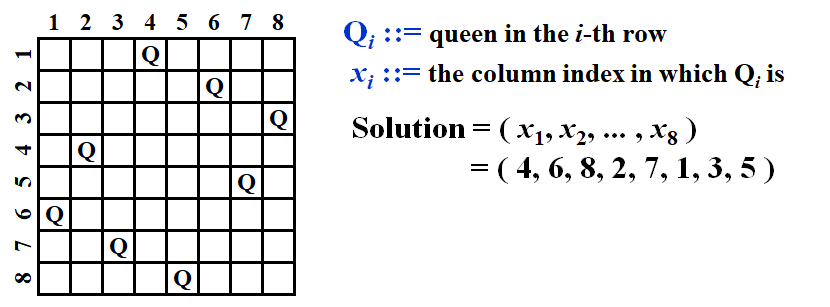 1 2 3 4 5 6 7 8
1 Q
2 Q
3 Q
4 Q
5 Q
6 Q
7 Q
8 Q
Qi ::= queen in the i-th row
xi ::= the column index in which Qi is
Solution = ( x1, x2, ... , x8 )
= ( 4, 6, 8, 2, 7, 1, 3, 5 )